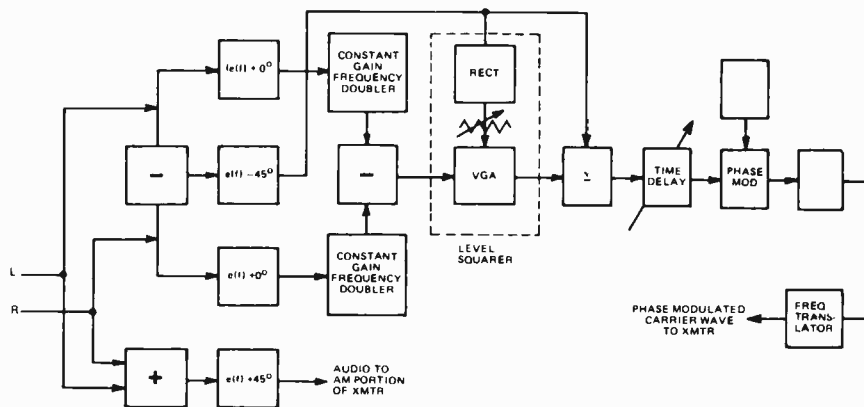 (e(f) + 0°
CONSTANT
GAIN
FREQUENCY
DOUBLER
RECT
−
e(f) −45°
−
VGA
Σ
TIME
DELAY
PHASE
MOD
LEVEL
SQUARER
e(f) +0°
CONSTANT
GAIN
FREQUENCY
DOUBLER
L
R
PHASE MODULATED
CARRIER WAVE
TO XMTR
FREQ
TRANS-
LATOR
+
e(f) +45°
AUDIO TO
AM PORTION
OF XMTR